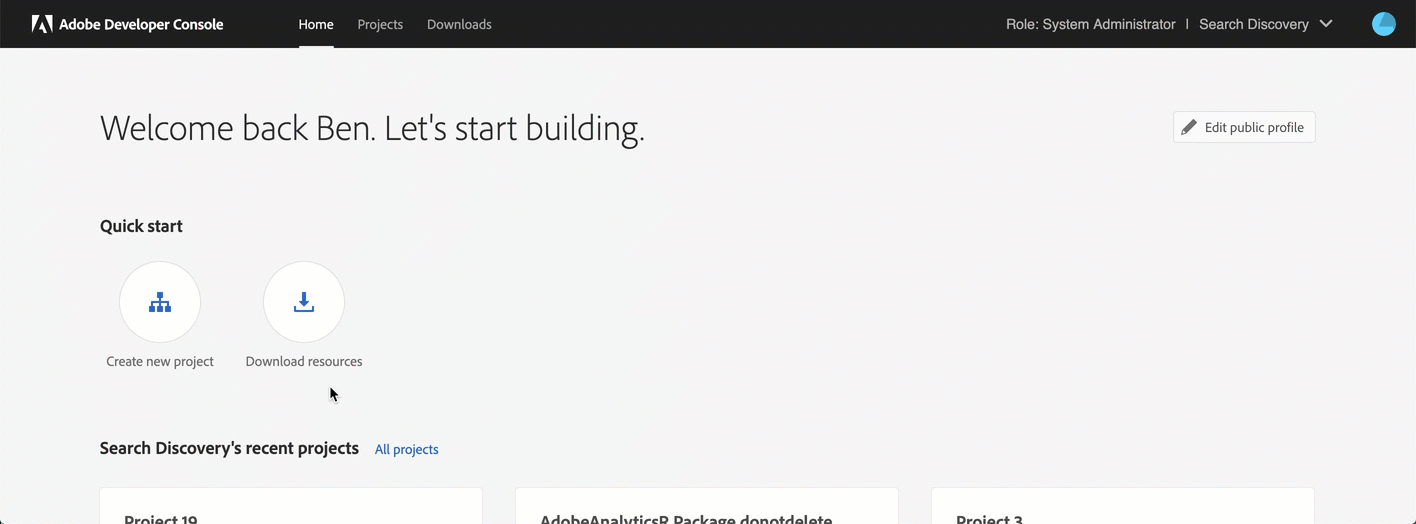 Adobe Developer Console Home Projects Downloads Role: System Administrator | Search Discovery
Welcome back Ben. Let's start building.
Edit public profile
Quick start
Create new project Download resources
Search Discovery's recent projects All projects
Project 19 AdobeAnalyticsR Package donotdelete Project 3